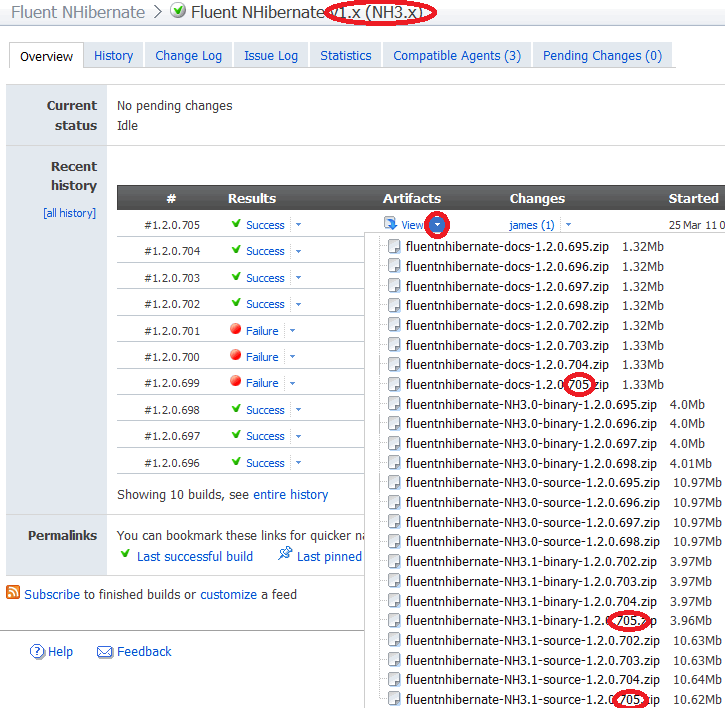 Fluent NHibernate > Fluent NHibernate v1.x (NH3.x)
Overview History Change Log Issue Log Statistics Compatible Agents (3) Pending Changes (0)
Current status
No pending changes
Idle
Recent history
[all history]
# Results Artifacts Changes Started
#1.2.0.705 Success View james (1) 25 Mar 11 0
#1.2.0.704 Success
#1.2.0.703 Success
#1.2.0.702 Success
#1.2.0.701 Failure
#1.2.0.700 Failure
#1.2.0.699 Failure
#1.2.0.698 Success
#1.2.0.697 Success
#1.2.0.696 Success
fluentnhibernate-docs-1.2.0.695.zip 1.32Mb
fluentnhibernate-docs-1.2.0.696.zip 1.32Mb
fluentnhibernate-docs-1.2.0.697.zip 1.32Mb
fluentnhibernate-docs-1.2.0.698.zip 1.32Mb
fluentnhibernate-docs-1.2.0.702.zip 1.32Mb
fluentnhibernate-docs-1.2.0.703.zip 1.33Mb
fluentnhibernate-docs-1.2.0.704.zip 1.33Mb
fluentnhibernate-docs-1.2.0.705.zip 1.33Mb
fluentnhibernate-NH3.0-binary-1.2.0.695.zip 4.0Mb
fluentnhibernate-NH3.0-binary-1.2.0.696.zip 4.0Mb
fluentnhibernate-NH3.0-binary-1.2.0.697.zip 4.0Mb
fluentnhibernate-NH3.0-binary-1.2.0.698.zip 4.01Mb
fluentnhibernate-NH3.0-source-1.2.0.695.zip 10.97Mb
fluentnhibernate-NH3.0-source-1.2.0.696.zip 10.97Mb
fluentnhibernate-NH3.0-source-1.2.0.697.zip 10.97Mb
fluentnhibernate-NH3.0-source-1.2.0.698.zip 10.97Mb
fluentnhibernate-NH3.1-binary-1.2.0.702.zip 3.97Mb
fluentnhibernate-NH3.1-binary-1.2.0.703.zip 3.97Mb
fluentnhibernate-NH3.1-binary-1.2.0.704.zip 3.97Mb
fluentnhibernate-NH3.1-binary-1.2.0.705.zip 3.96Mb
fluentnhibernate-NH3.1-source-1.2.0.702.zip 10.63Mb
fluentnhibernate-NH3.1-source-1.2.0.703.zip 10.63Mb
fluentnhibernate-NH3.1-source-1.2.0.704.zip 10.64Mb
fluentnhibernate-NH3.1-source-1.2.0.705.zip 10.62Mb
Showing 10 builds, see entire history
Permalinks
You can bookmark these links for quicker na
Last successful build Last pinned
Subscribe to finished builds or customize a feed
Help Feedback